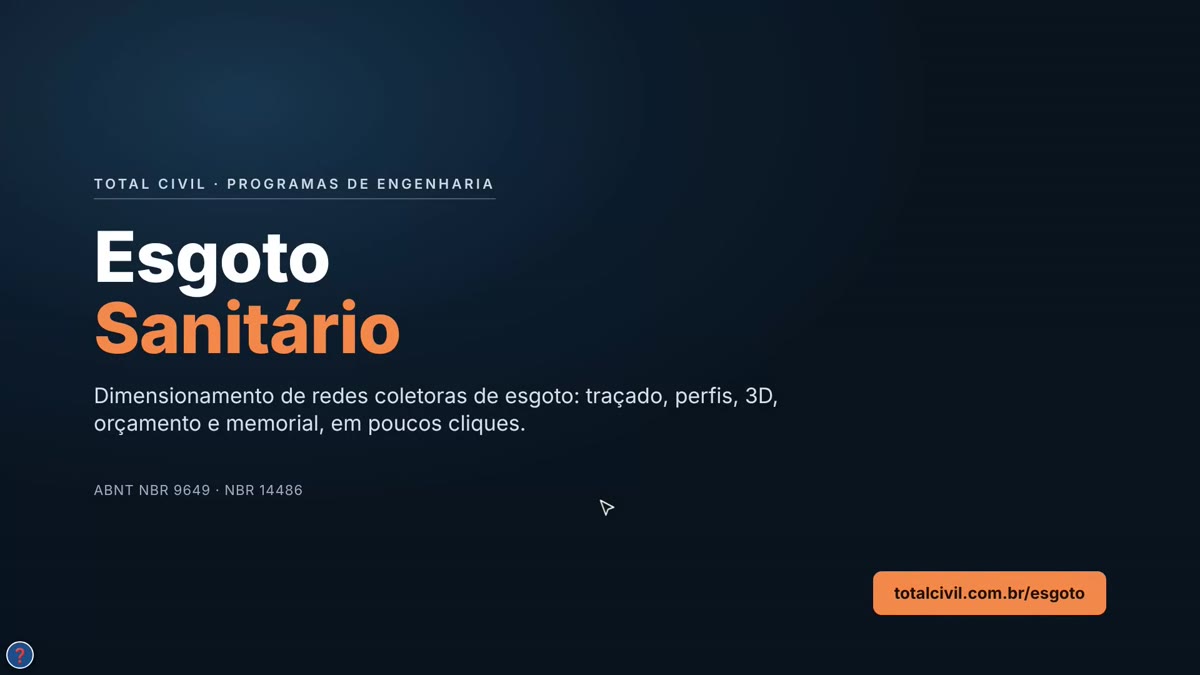 TOTAL CIVIL · PROGRAMAS DE ENGENHARIA
Esgoto
Sanitário
Dimensionamento de redes coletoras de esgoto: traçado, perfis, 3D,
orçamento e memorial, em poucos cliques.
ABNT NBR 9649 · NBR 14486
totalcivil.com.br/esgoto
?